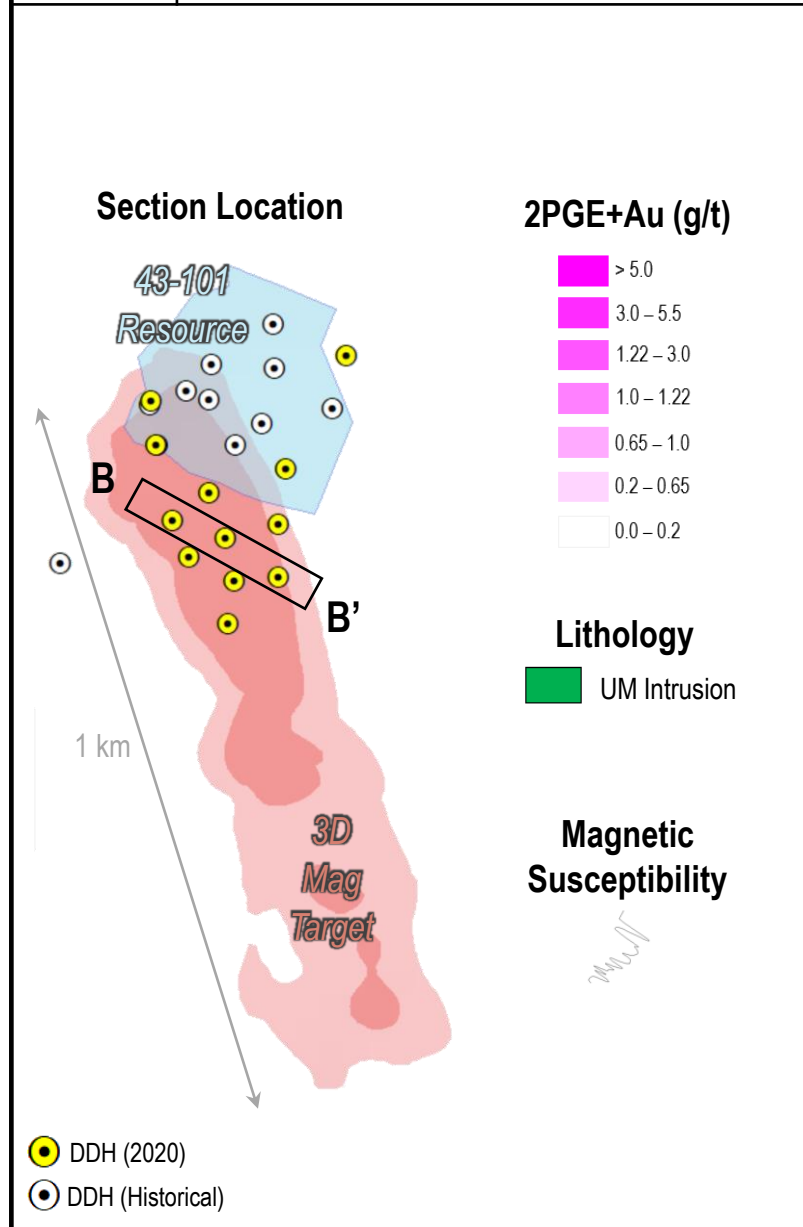 Section Location
43-101
Resource
B
B’
1 km
3D
Mag
Target
DDH (2020)
DDH (Historical)
2PGE+Au (g/t)
> 5.0
3.0 – 5.5
1.22 – 3.0
1.0 – 1.22
0.65 – 1.0
0.2 – 0.65
0.0 – 0.2
Lithology
UM Intrusion
Magnetic
Susceptibility